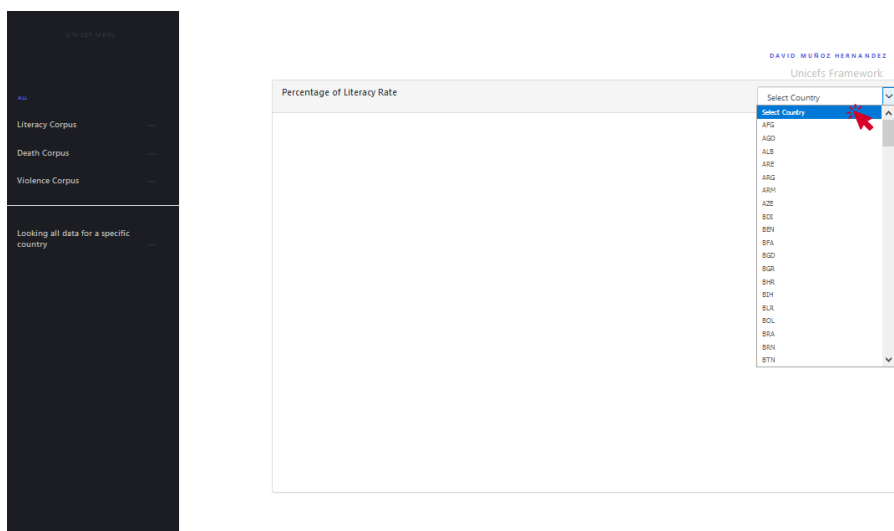 UNICEF MENU
ALL
Literacy Corpus
Death Corpus
Violence Corpus
Looking all data for a specific
country
DAVID MUÑOZ HERNANDEZ
Unicefs Framework
Percentage of Literacy Rate
Select Country
Select Country
AFG
AGO
ALB
ARE
ARG
ARM
AZE
BDI
BEN
BFA
BGD
BGR
BHR
BIH
BLR
BOL
BRA
BRN
BTN